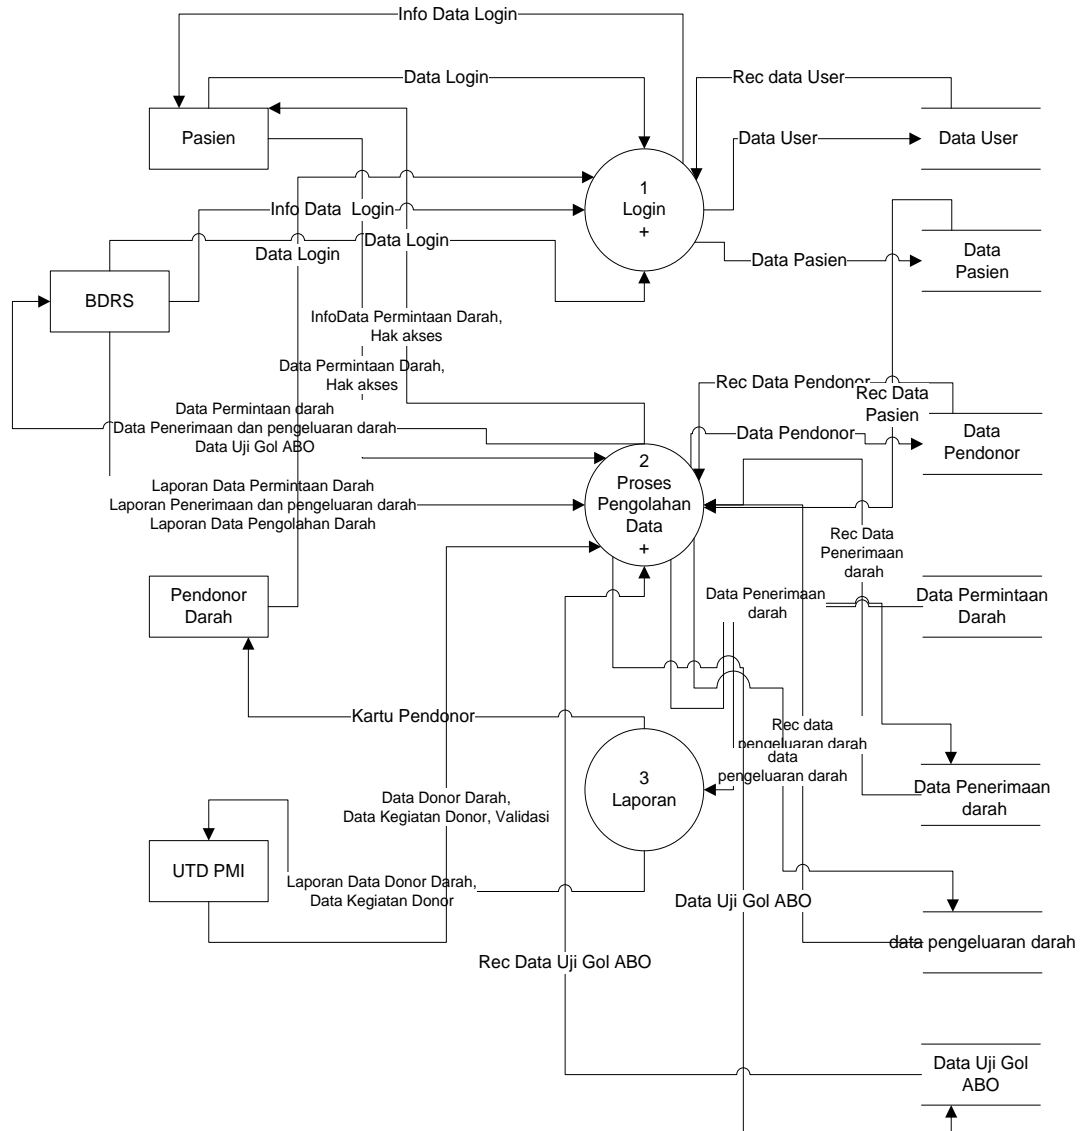 Info Data Login
Data Login
Rec data User
Pasien
Data User
Data User
1
Login
+
Info Data  Login
Data Login
Data Login
Data Pasien
Data
Pasien
BDRS
InfoData Permintaan Darah,
Hak akses
Data Permintaan Darah,
Hak akses
Rec Data Pendonor
Rec Data
Pasien
Data Permintaan darah
Data Penerimaan dan pengeluaran darah
Data Uji Gol ABO
Data Pendonor
Data
Pendonor
2
Proses
Pengolahan
Data
+
Laporan Data Permintaan Darah
Laporan Penerimaan dan pengeluaran darah
Laporan Data Pengolahan Darah
Rec Data
Penerimaan
darah
Pendonor
Darah
Data Penerimaan
darah
Data Permintaan
Darah
Kartu Pendonor
Rec data
pengeluaran darah
data
pengeluaran darah
3
Laporan
Data Penerimaan
darah
Data Donor Darah,
Data Kegiatan Donor, Validasi
UTD PMI
Laporan Data Donor Darah,
Data Kegiatan Donor
Data Uji Gol ABO
data pengeluaran darah
Rec Data Uji Gol ABO
Data Uji Gol
ABO